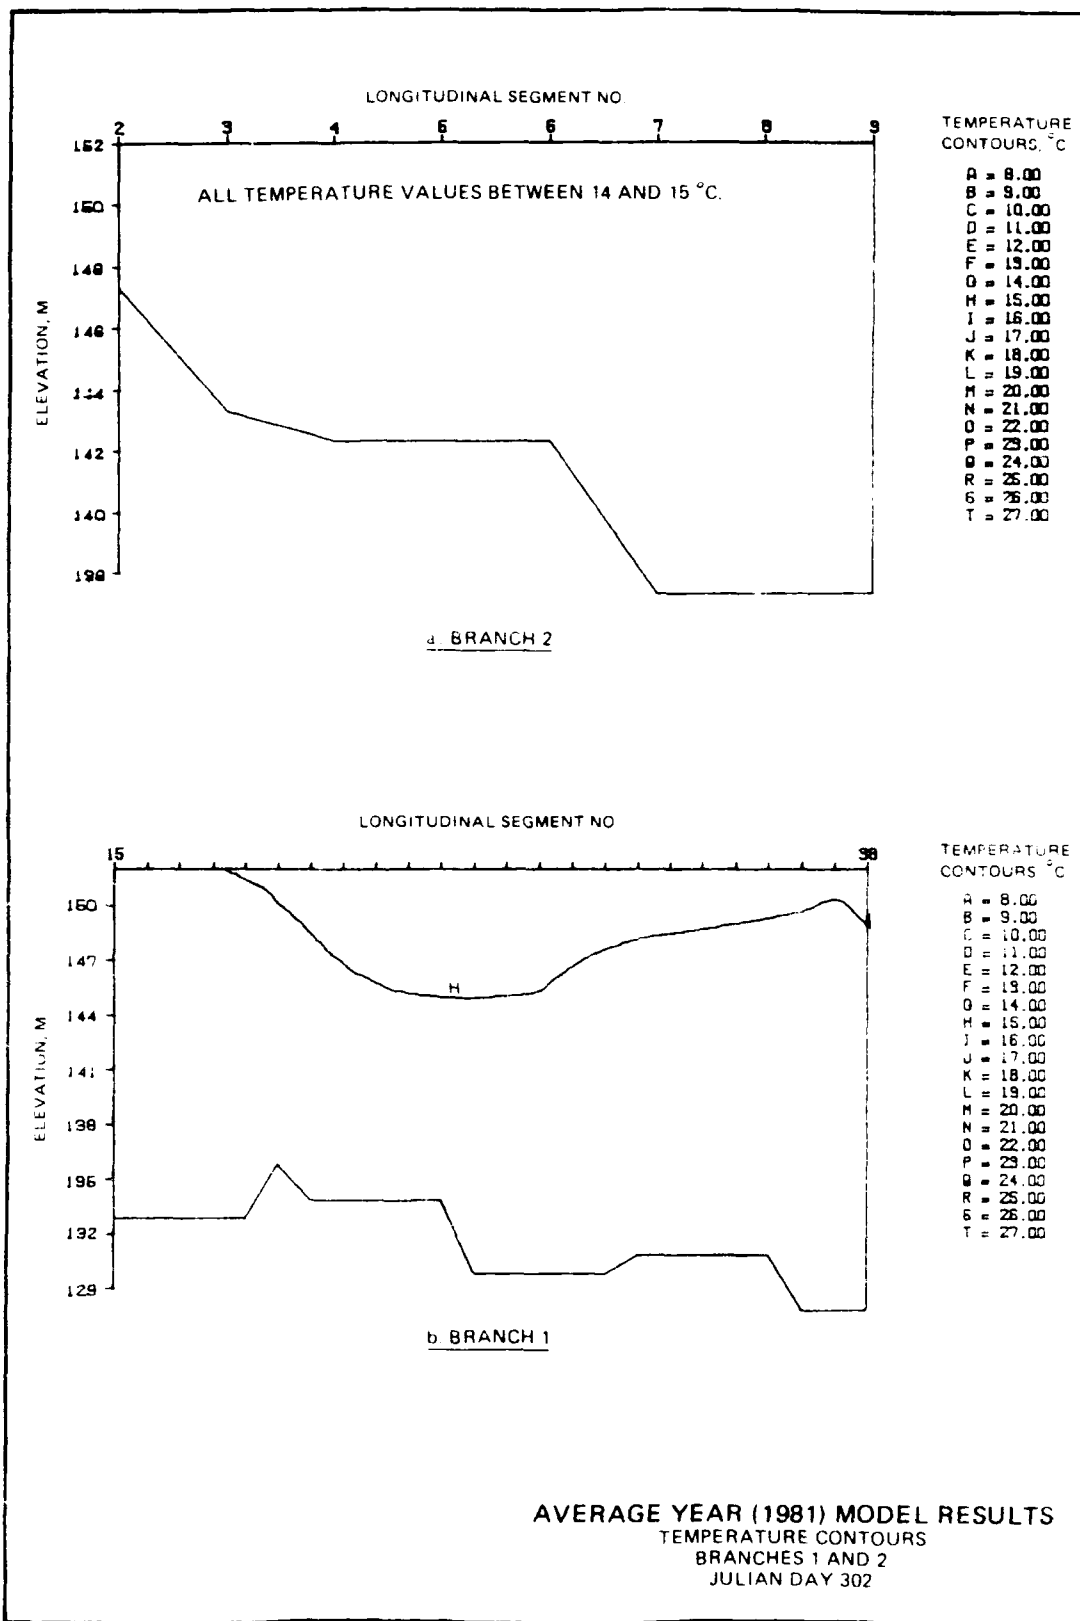 LONGITUDINAL SEGMENT NO.
2 3 4 5 6 7 8 9
152
150
148
146
144
142
140
138
ELEVATION, M
ALL TEMPERATURE VALUES BETWEEN 14 AND 15 °C.
TEMPERATURE
CONTOURS, °C
A = 8.00
B = 9.00
C = 10.00
D = 11.00
E = 12.00
F = 13.00
G = 14.00
H = 15.00
I = 16.00
J = 17.00
K = 18.00
L = 19.00
M = 20.00
N = 21.00
O = 22.00
P = 23.00
Q = 24.00
R = 25.00
S = 26.00
T = 27.00
a. BRANCH 2
LONGITUDINAL SEGMENT NO
15 38
150
147
144
141
138
135
132
129
ELEVATION, M
H
TEMPERATURE
CONTOURS °C
A = 8.00
B = 9.00
C = 10.00
D = 11.00
E = 12.00
F = 13.00
G = 14.00
H = 15.00
I = 16.00
J = 17.00
K = 18.00
L = 19.00
M = 20.00
N = 21.00
O = 22.00
P = 23.00
Q = 24.00
R = 25.00
S = 26.00
T = 27.00
b. BRANCH 1
AVERAGE YEAR (1981) MODEL RESULTS
TEMPERATURE CONTOURS
BRANCHES 1 AND 2
JULIAN DAY 302